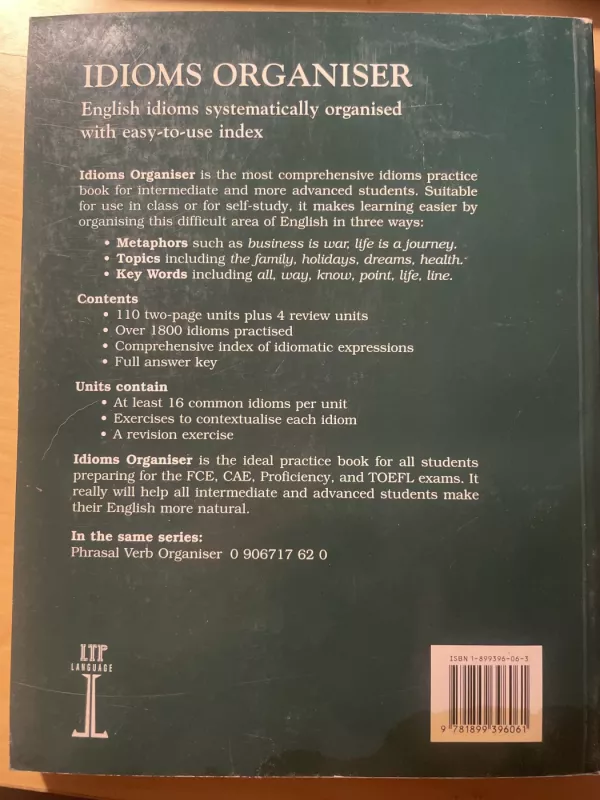 IDIOMS ORGANISER
English idioms systematically organised
with easy-to-use index
Idioms Organiser is the most comprehensive idioms practice
book for intermediate and more advanced students. Suitable
for use in class or for self-study, it makes learning easier by
organising this difficult area of English in three ways:
• Metaphors such as business is war, life is a journey.
• Topics including the family, holidays, dreams, health.
• Key Words including all, way, know, point, life, line.
Contents
• 110 two-page units plus 4 review units
• Over 1800 idioms practised
• Comprehensive index of idiomatic expressions
• Full answer key
Units contain
• At least 16 common idioms per unit
• Exercises to contextualise each idiom
• A revision exercise
Idioms Organiser is the ideal practice book for all students
preparing for the FCE, CAE, Proficiency, and TOEFL exams. It
really will help all intermediate and advanced students make
their English more natural.
In the same series:
Phrasal Verb Organiser 0 906717 62 0
LTP
LANGUAGE
ISBN 1-899396-06-3
9 781899 396061